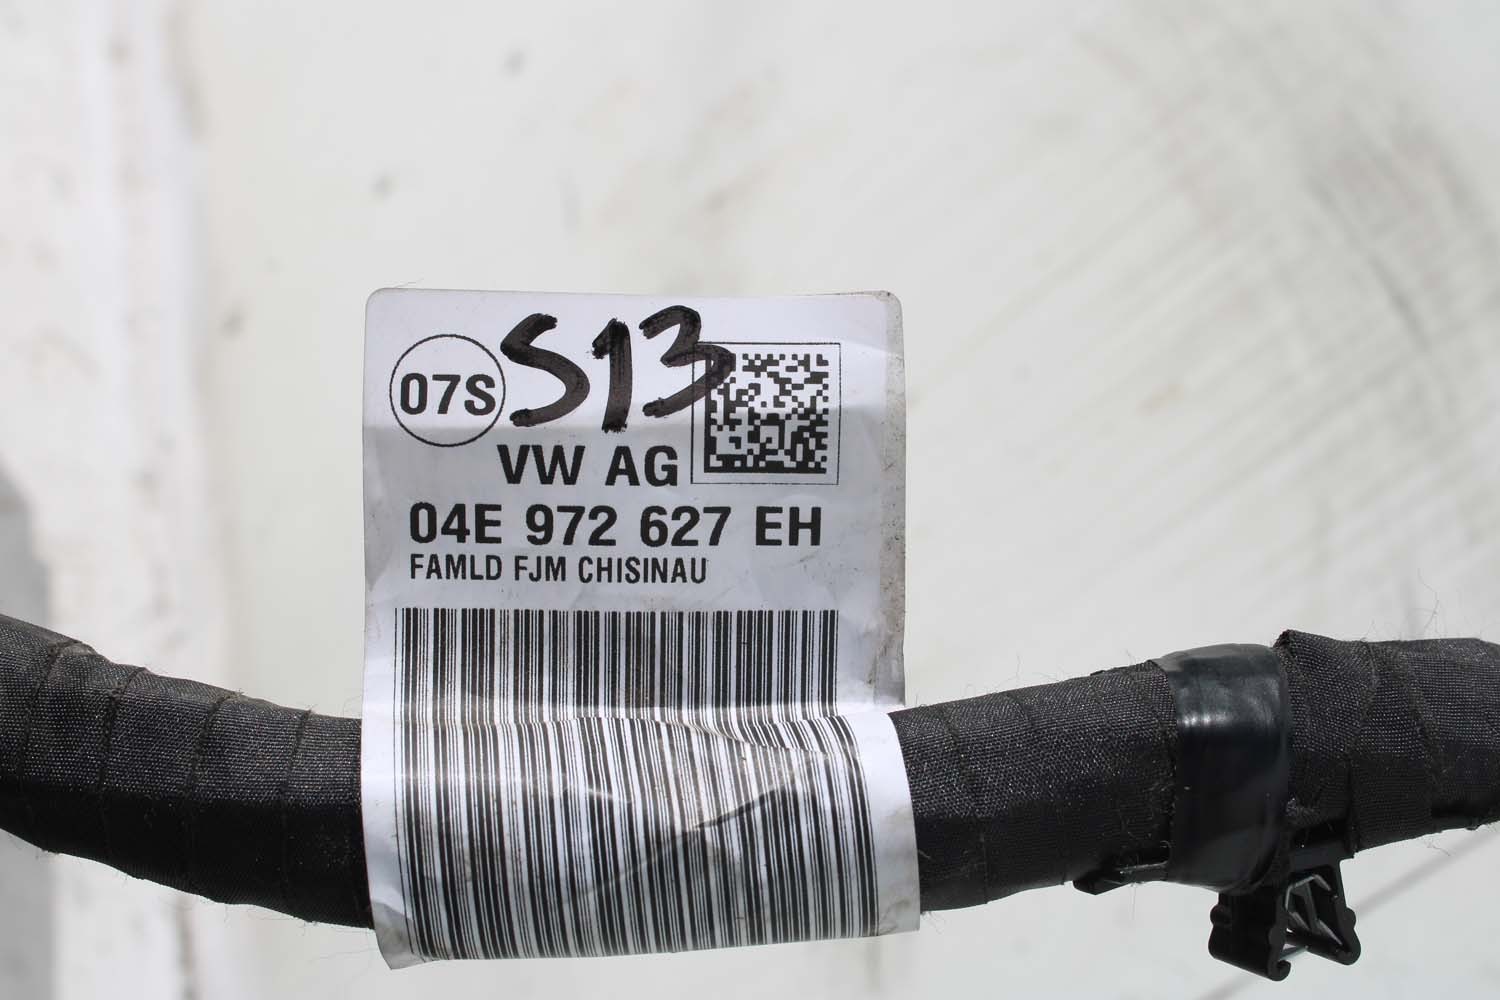 07S S13
VW AG
04E 972 627 EH
FAMLD FJM CHISINAU